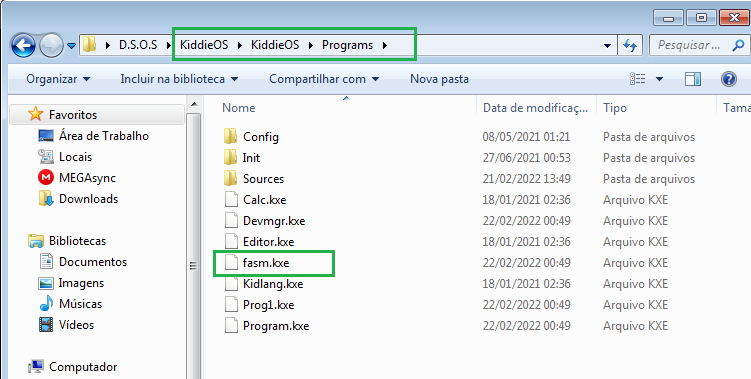 D.S.O.S KiddieOS KiddieOS Programs Pesquisar ...
Organizar Incluir na biblioteca Compartilhar com Nova pasta
Favoritos
Área de Trabalho
Locais
MEGAsync
Downloads
Bibliotecas
Documentos
Imagens
Músicas
Vídeos
Computador
Nome Data de modificaç... Tipo Tama
Config 08/05/2021 01:21 Pasta de arquivos
Init 27/06/2021 00:53 Pasta de arquivos
Sources 21/02/2022 13:49 Pasta de arquivos
Calc.kxe 18/01/2021 02:36 Arquivo KXE
Devmgr.kxe 22/02/2022 00:49 Arquivo KXE
Editor.kxe 18/01/2021 02:36 Arquivo KXE
fasm.kxe 22/02/2022 00:49 Arquivo KXE
Kidlang.kxe 18/01/2021 02:36 Arquivo KXE
Prog1.kxe 22/02/2022 00:49 Arquivo KXE
Program.kxe 22/02/2022 00:49 Arquivo KXE